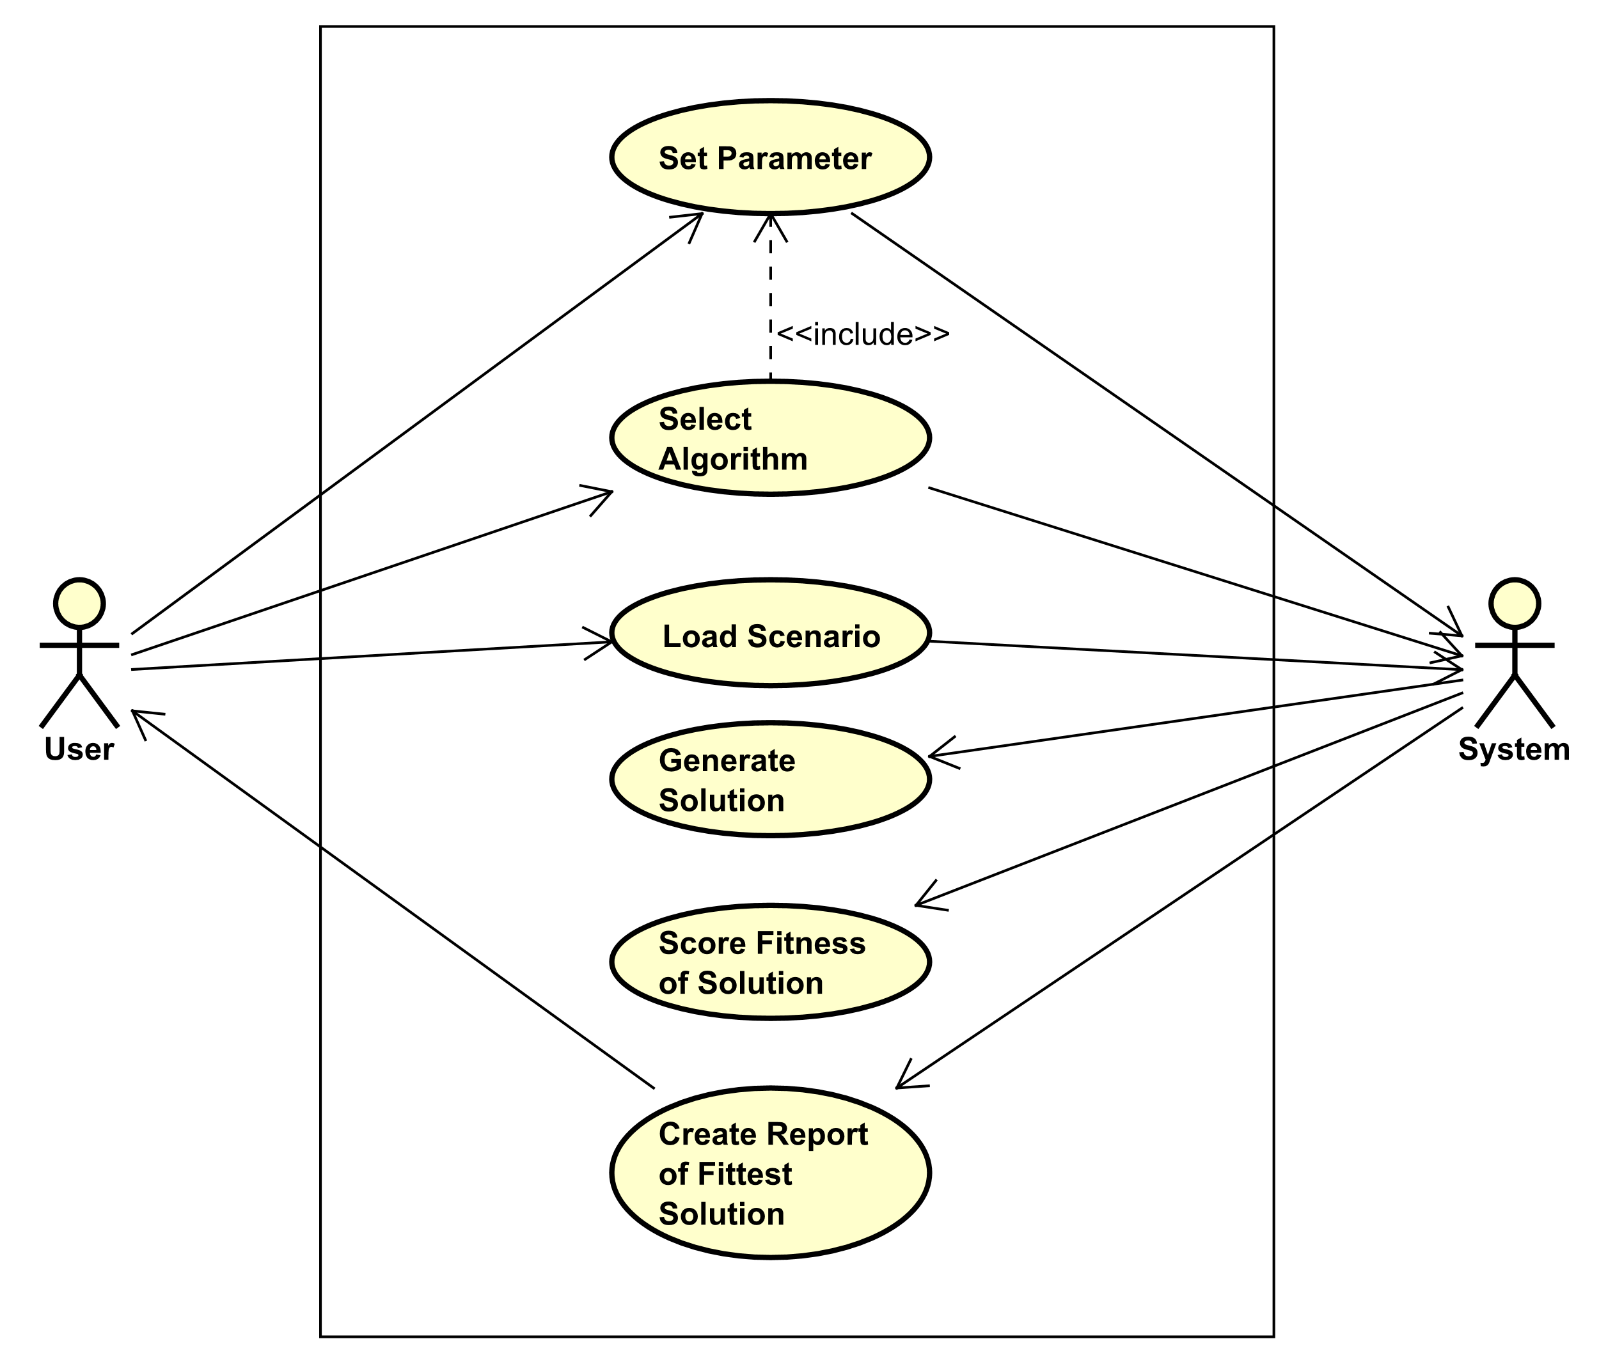 Set Parameter
<<include>>
Select
Algorithm
Load Scenario
User
System
Generate
Solution
Score Fitness
of Solution
Create Report
of Fittest
Solution